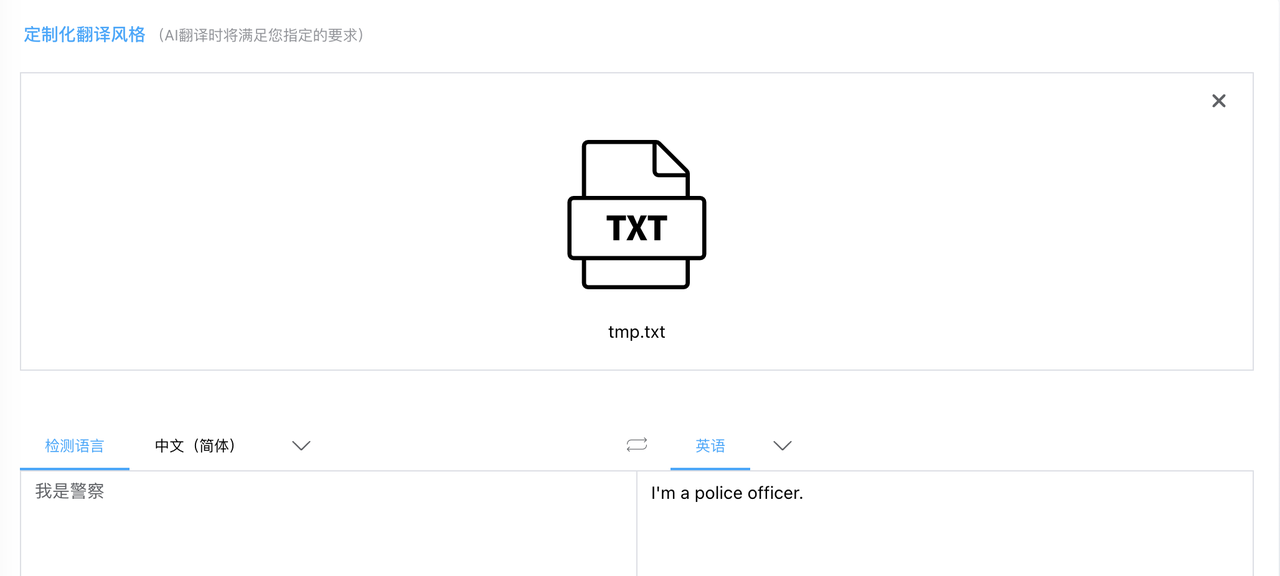 定制化翻译风格 （AI翻译时将满足您指定的要求）
TXT
tmp.txt
检测语言 中文（简体） 英语
我是警察 I'm a police officer.